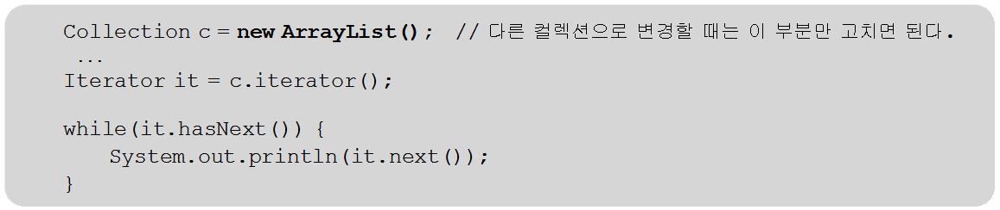 Collection c = new ArrayList(); // 다른 컬렉션으로 변경할 때는 이 부분만 고치면 된다.
...
Iterator it = c.iterator();
while(it.hasNext()) {
System.out.println(it.next());
}